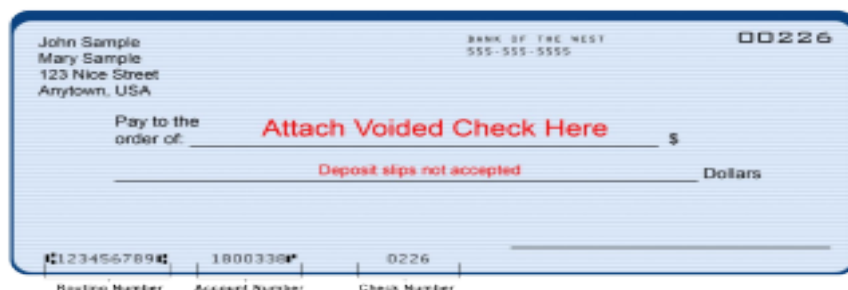 John Sample
Mary Sample
123 Nice Street
Anytown, USA
BANK OF THE WEST
555-555-5555
00226
Pay to the
order of:
Attach Voided Check Here
$
Deposit slips not accepted
Dollars
⑆123456789⑆ 1800338⑈ 0226
Routing Number Account Number Check Number